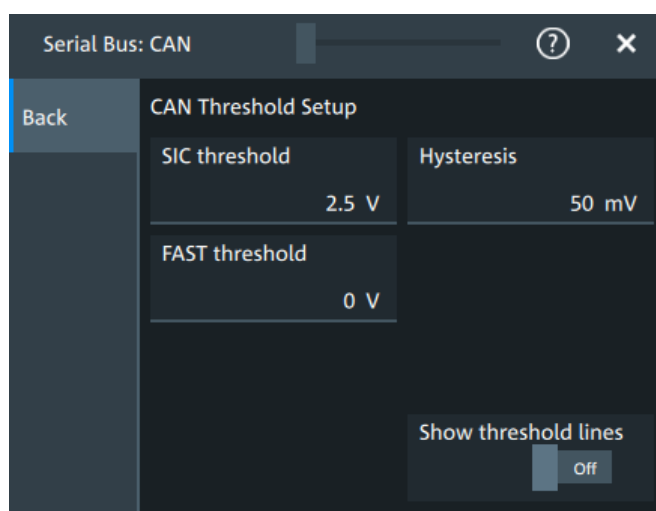 Serial Bus: CAN
?
Back
CAN Threshold Setup
SIC threshold
2.5 V
Hysteresis
50 mV
FAST threshold
0 V
Show threshold lines
Off